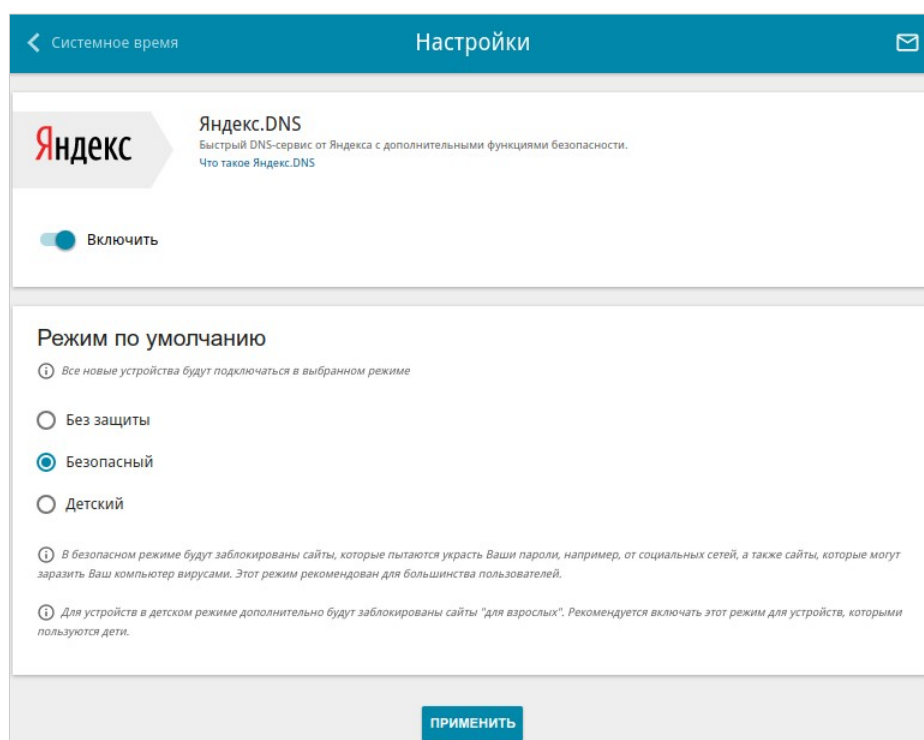 Системное время
Настройки
Яндекс
Яндекс.DNS
Быстрый DNS-сервис от Яндекса с дополнительными функциями безопасности.
Что такое Яндекс.DNS
Включить
Режим по умолчанию
Все новые устройства будут подключаться в выбранном режиме
Без защиты
Безопасный
Детский
В безопасном режиме будут заблокированы сайты, которые пытаются украсть Ваши пароли, например, от социальных сетей, а также сайты, которые могут
заразить Ваш компьютер вирусами. Этот режим рекомендован для большинства пользователей.
Для устройств в детском режиме дополнительно будут заблокированы сайты "для взрослых". Рекомендуется включать этот режим для устройств, которыми
пользуются дети.
ПРИМЕНИТЬ